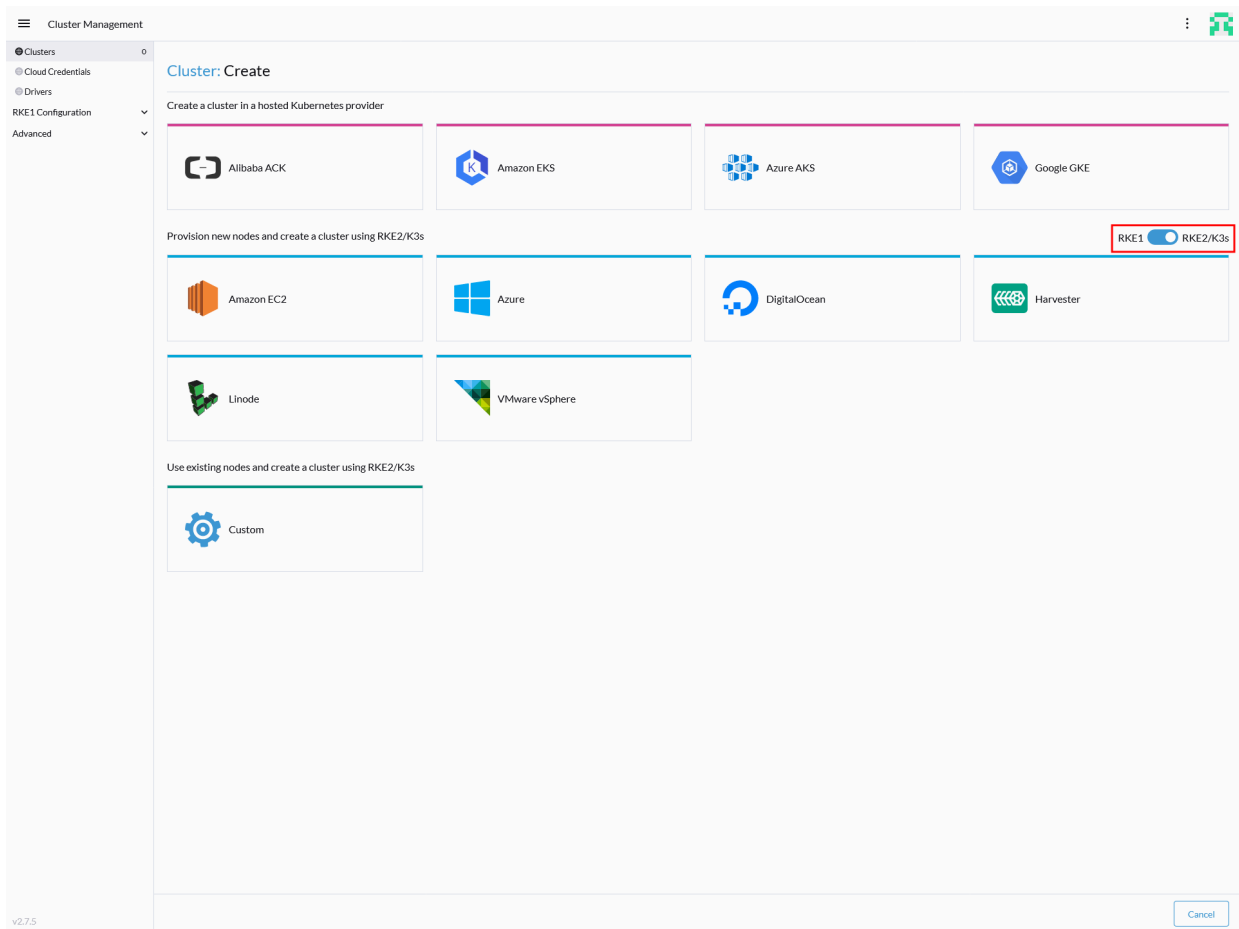 Cluster Management
Clusters 0
Cloud Credentials
Drivers
RKE1 Configuration
Advanced
Cluster: Create
Create a cluster in a hosted Kubernetes provider
Alibaba ACK
Amazon EKS
Azure AKS
Google GKE
Provision new nodes and create a cluster using RKE2/K3s
RKE1 RKE2/K3s
Amazon EC2
Azure
DigitalOcean
Harvester
Linode
VMware vSphere
Use existing nodes and create a cluster using RKE2/K3s
Custom
v2.7.5
Cancel